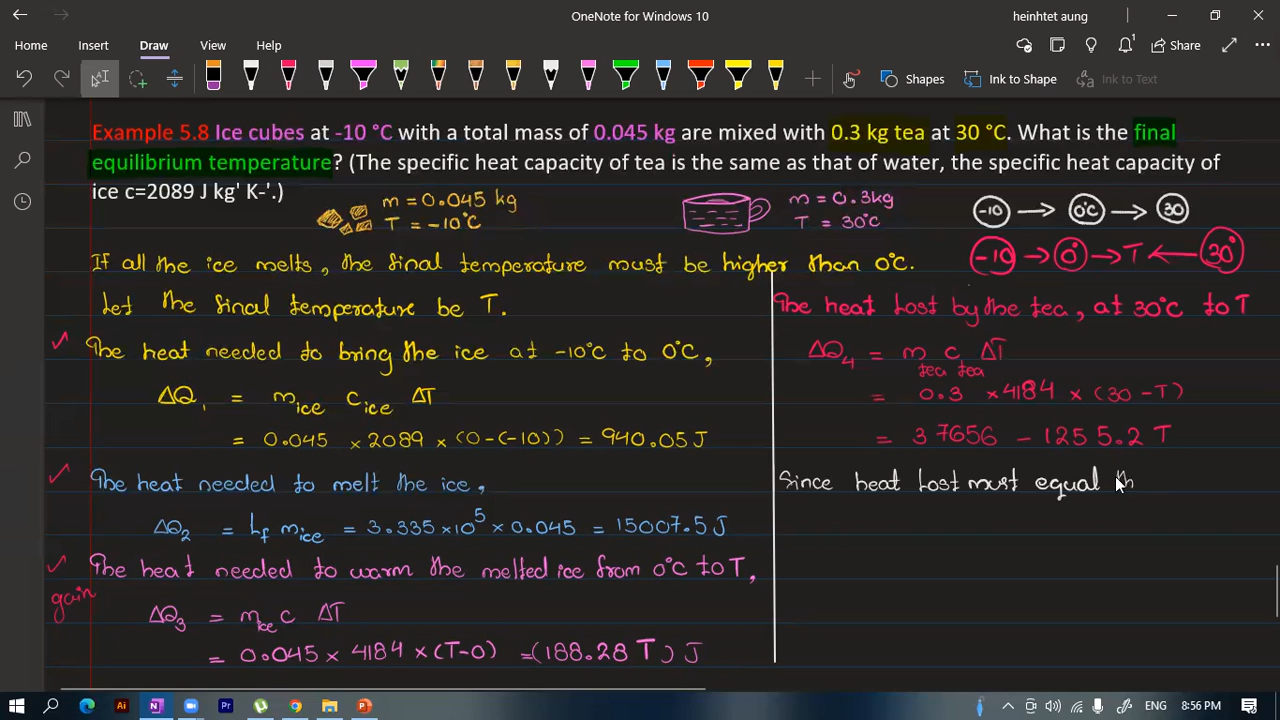 OneNote for Windows 10
heinhtet aung
Home Insert Draw View Help
Share
Shapes
Ink to Shape
Ink to Text
Example 5.8 Ice cubes at -10 °C with a total mass of 0.045 kg are mixed with 0.3 kg tea at 30 °C. What is the final
equilibrium temperature? (The specific heat capacity of tea is the same as that of water, the specific heat capacity of
ice c=2089 J kg' K-'.)
m = 0.045 kg
T = -10°C
m = 0.3kg
T = 30°C
-10 → 0°C → 30
-10 → 0° → T ← 30°
If all the ice melts, the final temperature must be higher than 0°C.
Let the final temperature be T.
The heat needed to bring the ice at -10°C to 0°C,
ΔQ₁ = m ice c ice ΔT
= 0.045 × 2089 × (0-(-10)) = 940.05 J
The heat needed to melt the ice,
ΔQ₂ = Lf m ice = 3.335×10⁵ × 0.045 = 15007.5 J
The heat needed to warm the melted ice from 0°C to T,
gain
ΔQ₃ = m ice c ΔT
= 0.045 × 4184 × (T-0) = (188.28 T) J
The heat lost by the tea, at 30°C to T
ΔQ₄ = m tea c tea ΔT
= 0.3 × 4184 × (30 - T)
= 37656 - 1255.2 T
Since heat lost must equal th
ENG 8:56 PM